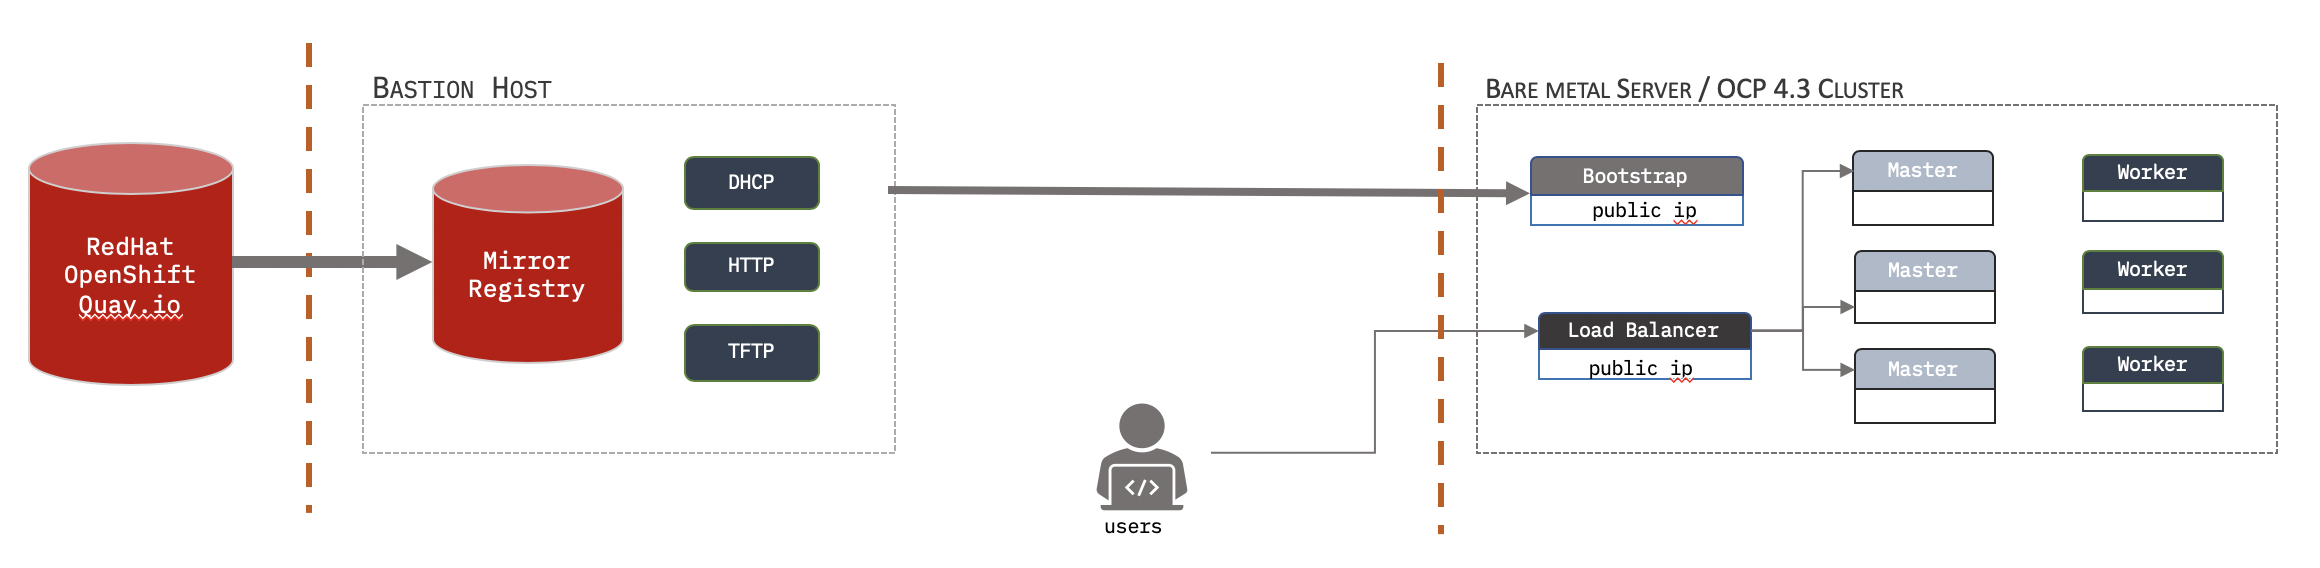 BASTION HOST
BARE METAL SERVER / OCP 4.3 CLUSTER
RedHat
OpenShift
Quay.io
Mirror
Registry
DHCP
HTTP
TFTP
Bootstrap
public ip
Load Balancer
public ip
Master
Master
Master
Worker
Worker
Worker
</>
users